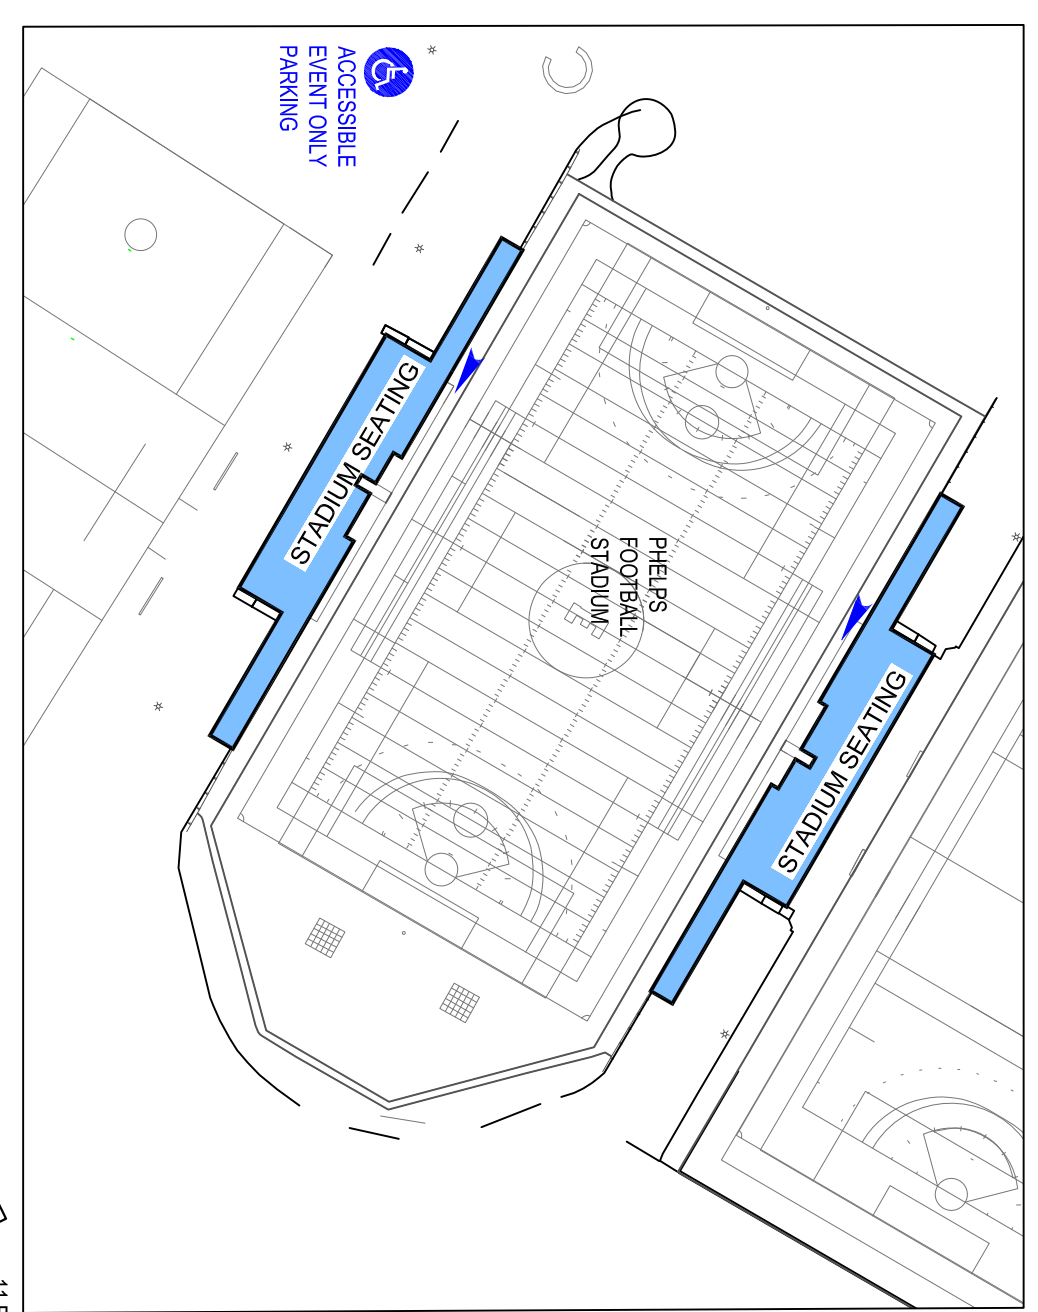 ACCESSIBLE
EVENT ONLY
PARKING
STADIUM SEATING
PHELPS
FOOTBALL
STADIUM
STADIUM SEATING